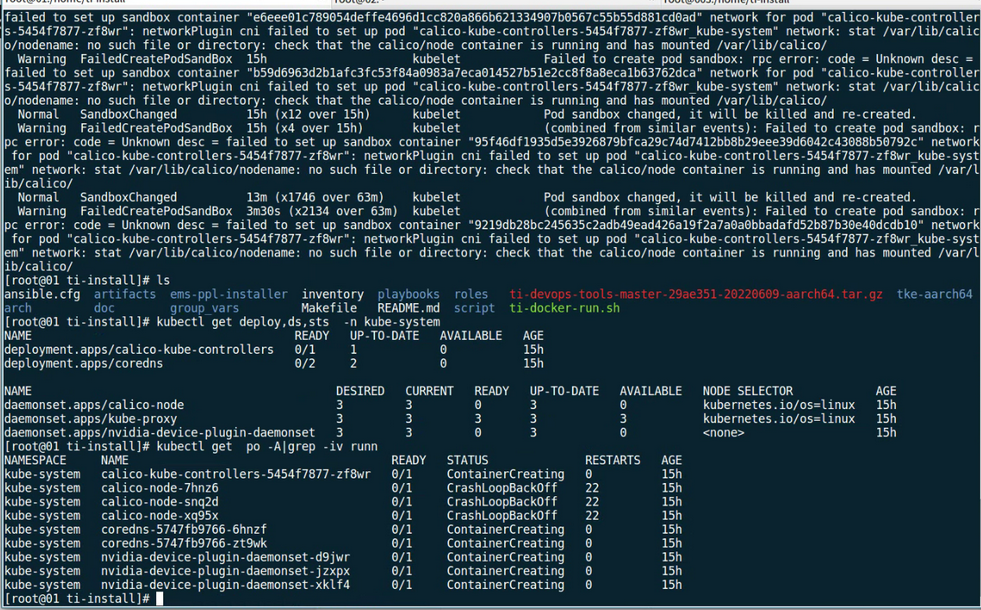 failed to set up sandbox container "e6eee01c789054deffe4696d1cc820a866b621334907b0567c55b55d881cd0ad" network for pod "calico-kube-controller
s-5454f7877-zf8wr": networkPlugin cni failed to set up pod "calico-kube-controllers-5454f7877-zf8wr_kube-system" network: stat /var/lib/calic
o/nodename: no such file or directory: check that the calico/node container is running and has mounted /var/lib/calico/
Warning FailedCreatePodSandBox 15h kubelet Failed to create pod sandbox: rpc error: code = Unknown desc =
failed to set up sandbox container "b59d6963d2b1afc3fc53f84a0983a7eca014527b51e2cc8f8a8eca1b63762dca" network for pod "calico-kube-controller
s-5454f7877-zf8wr": networkPlugin cni failed to set up pod "calico-kube-controllers-5454f7877-zf8wr_kube-system" network: stat /var/lib/calic
o/nodename: no such file or directory: check that the calico/node container is running and has mounted /var/lib/calico/
Normal SandboxChanged 15h (x12 over 15h) kubelet Pod sandbox changed, it will be killed and re-created.
Warning FailedCreatePodSandBox 15h (x4 over 15h) kubelet (combined from similar events): Failed to create pod sandbox: r
pc error: code = Unknown desc = failed to set up sandbox container "95f46df1935d5e3926879bfca29c74d7412bb8b29eee39d6042c43088b50792c" network
for pod "calico-kube-controllers-5454f7877-zf8wr": networkPlugin cni failed to set up pod "calico-kube-controllers-5454f7877-zf8wr_kube-syst
em" network: stat /var/lib/calico/nodename: no such file or directory: check that the calico/node container is running and has mounted /var/l
ib/calico/
Normal SandboxChanged 13m (x1746 over 63m) kubelet Pod sandbox changed, it will be killed and re-created.
Warning FailedCreatePodSandBox 3m30s (x2134 over 63m) kubelet (combined from similar events): Failed to create pod sandbox: r
pc error: code = Unknown desc = failed to set up sandbox container "9219db28bc245635c2adb49ead426a19f2a7a0a0bbadafd52b87b30e40dcdb10" network
for pod "calico-kube-controllers-5454f7877-zf8wr": networkPlugin cni failed to set up pod "calico-kube-controllers-5454f7877-zf8wr_kube-syst
em" network: stat /var/lib/calico/nodename: no such file or directory: check that the calico/node container is running and has mounted /var/l
ib/calico/
[root@01 ti-install]# ls
ansible.cfg artifacts ems-ppl-installer inventory playbooks roles ti-devops-tools-master-29ae351-20220609-aarch64.tar.gz tke-aarch64
arch doc group_vars Makefile README.md script ti-docker-run.sh
[root@01 ti-install]# kubectl get deploy,ds,sts -n kube-system
NAME READY UP-TO-DATE AVAILABLE AGE
deployment.apps/calico-kube-controllers 0/1 1 0 15h
deployment.apps/coredns 0/2 2 0 15h
NAME DESIRED CURRENT READY UP-TO-DATE AVAILABLE NODE SELECTOR AGE
daemonset.apps/calico-node 3 3 0 3 0 kubernetes.io/os=linux 15h
daemonset.apps/kube-proxy 3 3 3 3 3 kubernetes.io/os=linux 15h
daemonset.apps/nvidia-device-plugin-daemonset 3 3 0 3 0 <none> 15h
[root@01 ti-install]# kubectl get po -A|grep -iv runn
NAMESPACE NAME READY STATUS RESTARTS AGE
kube-system calico-kube-controllers-5454f7877-zf8wr 0/1 ContainerCreating 0 15h
kube-system calico-node-7hnz6 0/1 CrashLoopBackOff 22 15h
kube-system calico-node-snq2d 0/1 CrashLoopBackOff 22 15h
kube-system calico-node-xq95x 0/1 CrashLoopBackOff 22 15h
kube-system coredns-5747fb9766-6hnzf 0/1 ContainerCreating 0 15h
kube-system coredns-5747fb9766-zt9wk 0/1 ContainerCreating 0 15h
kube-system nvidia-device-plugin-daemonset-d9jwr 0/1 ContainerCreating 0 15h
kube-system nvidia-device-plugin-daemonset-jzxpx 0/1 ContainerCreating 0 15h
kube-system nvidia-device-plugin-daemonset-xklf4 0/1 ContainerCreating 0 15h
[root@01 ti-install]#